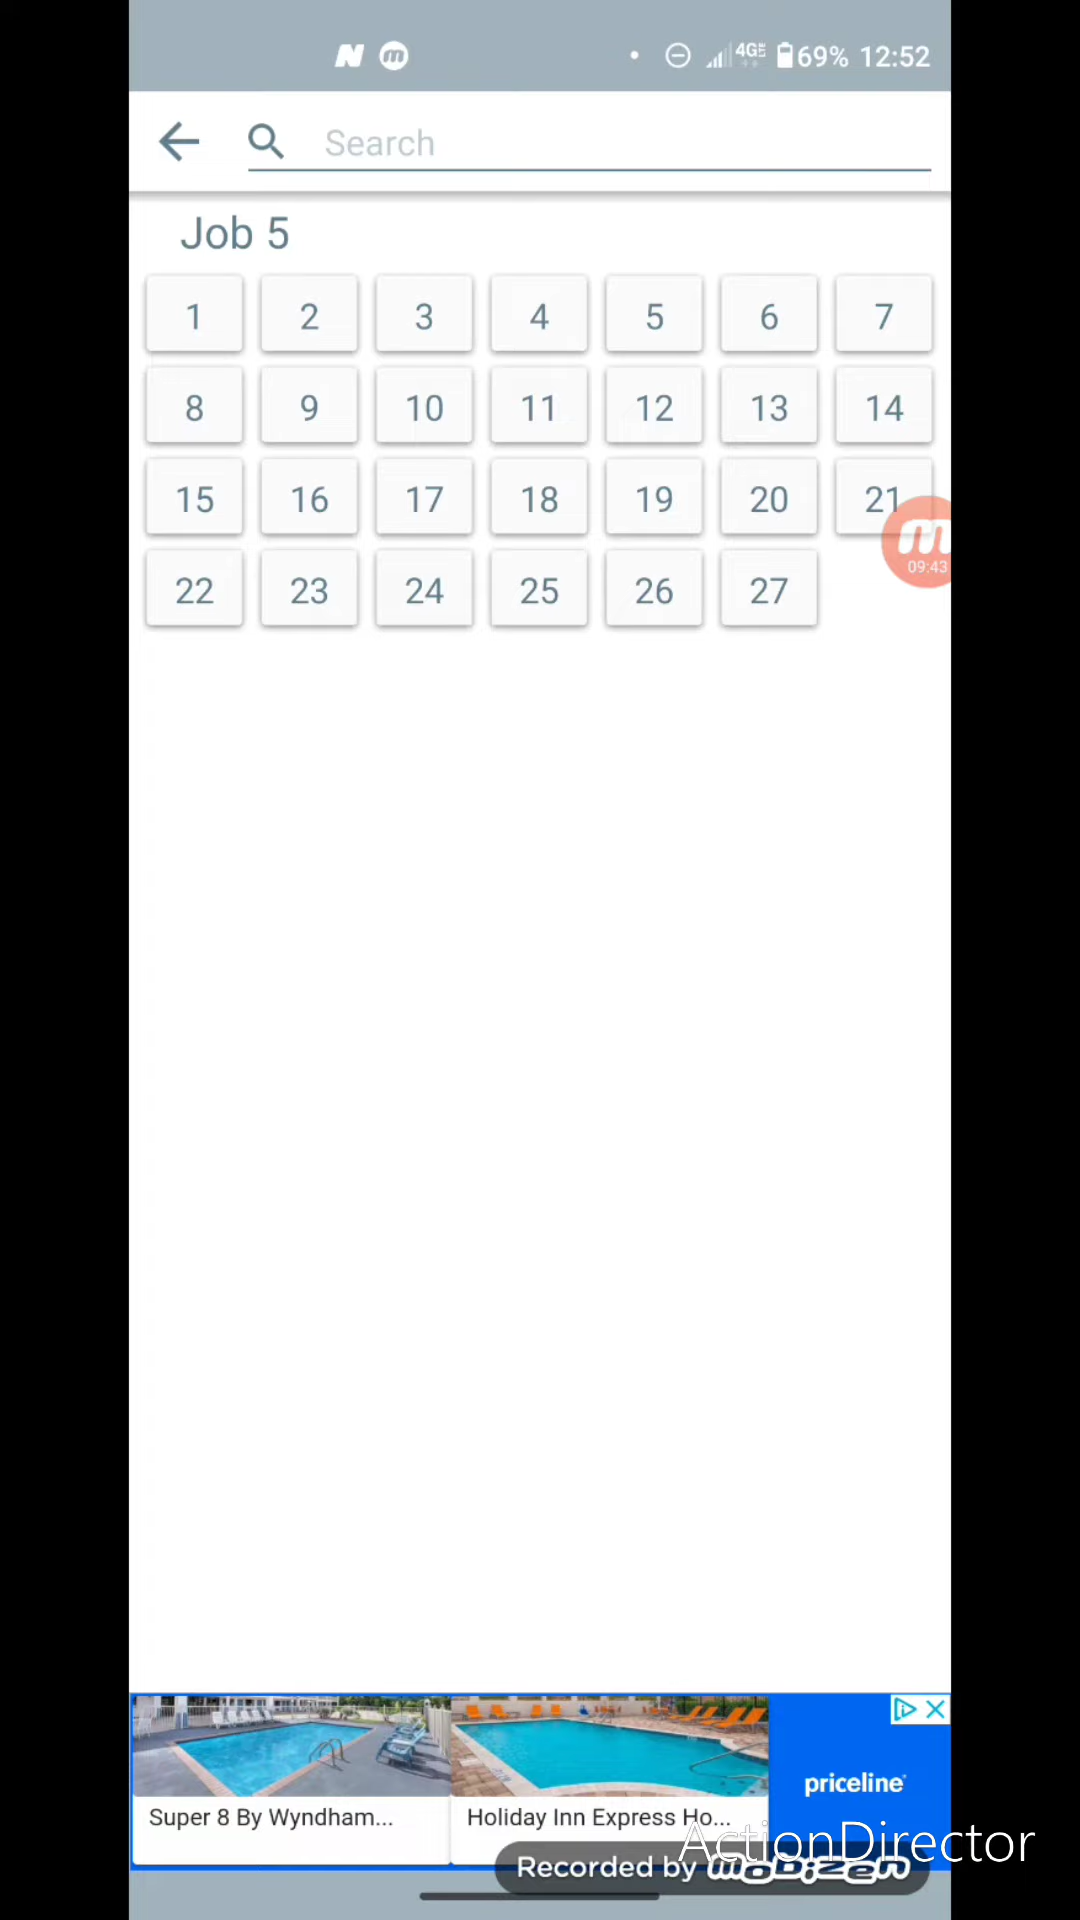 N m 4GE 69% 12:52
Search
Job 5
1 2 3 4 5 6 7
8 9 10 11 12 13 14
15 16 17 18 19 20 21
m
09:43
22 23 24 25 26 27
priceline
Super 8 By Wyndham... Holiday Inn Express Ho...
ActionDirector
Recorded by mobizen